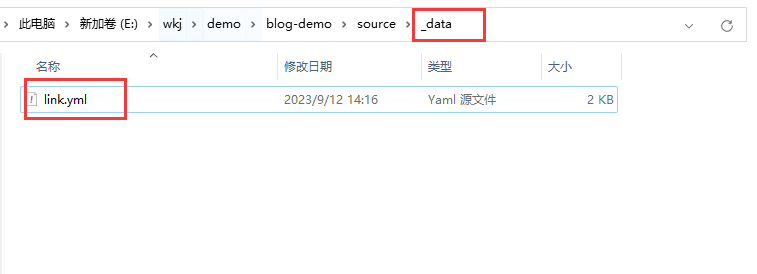 此电脑 新加卷 (E:) wkj demo blog-demo source _data
名称 修改日期 类型 大小
link.yml 2023/9/12 14:16 Yaml 源文件 2 KB